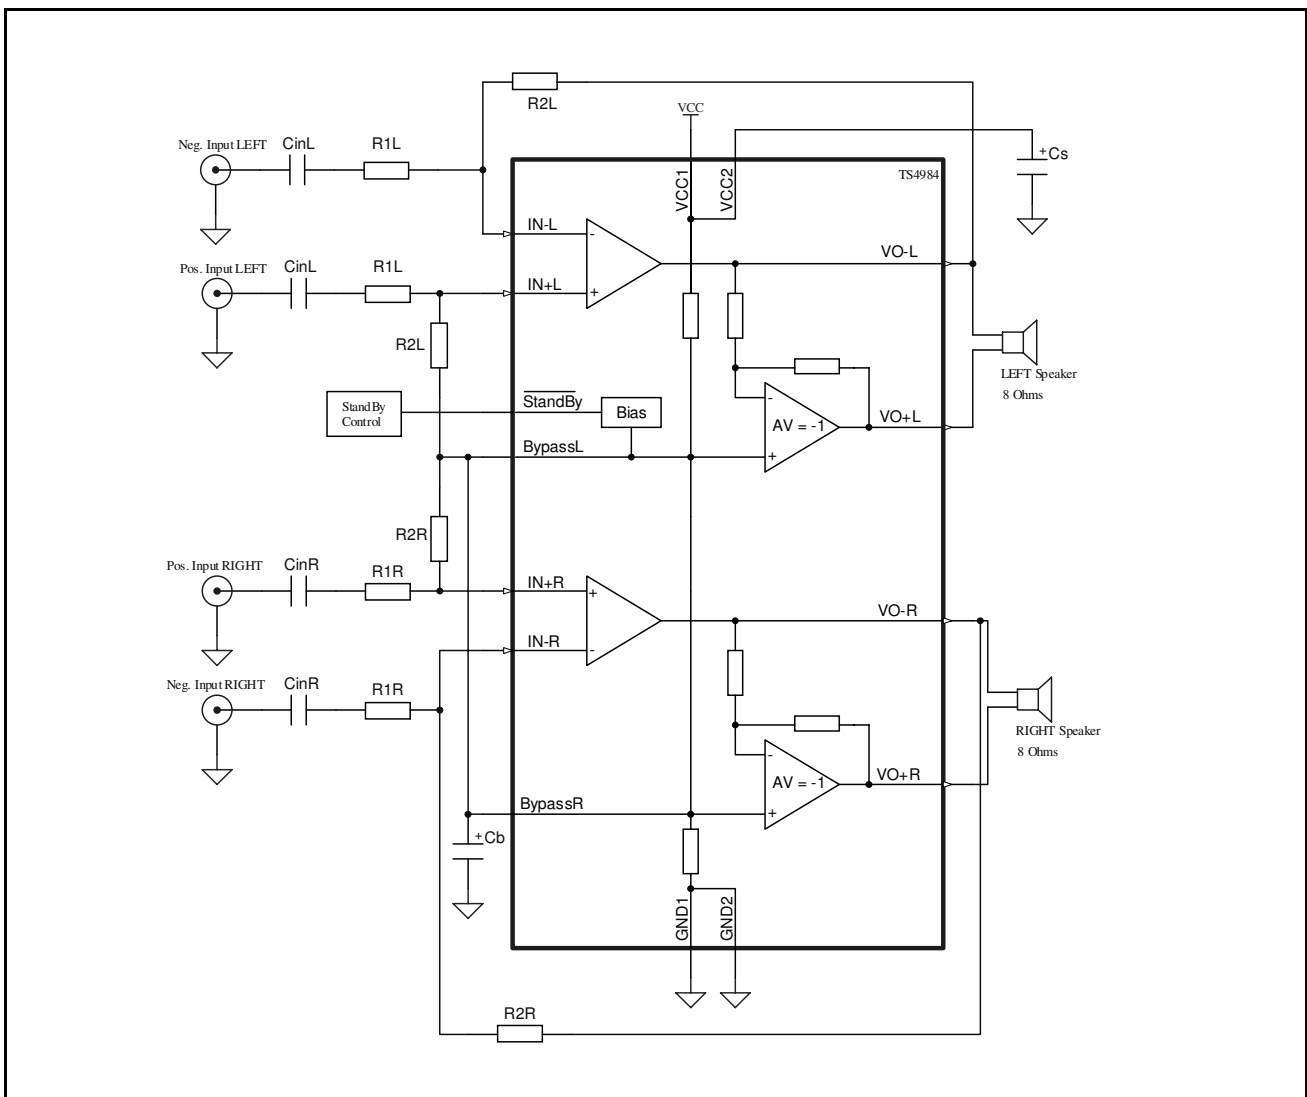 R2L
VCC
Neg. Input LEFT
CinL
R1L
+
Cs
VCC1
VCC2
TS4984
IN-L
-
VO-L
Pos. Input LEFT
CinL
R1L
IN+L
+
R2L
LEFT Speaker
8 Ohms
StandBy
Control
StandBy
Bias
-
AV = -1
VO+L
BypassL
+
R2R
Pos. Input RIGHT
CinR
R1R
IN+R
+
VO-R
IN-R
-
Neg. Input RIGHT
CinR
R1R
RIGHT Speaker
8 Ohms
-
AV = -1
VO+R
BypassR
+
+
Cb
GND1
GND2
R2R